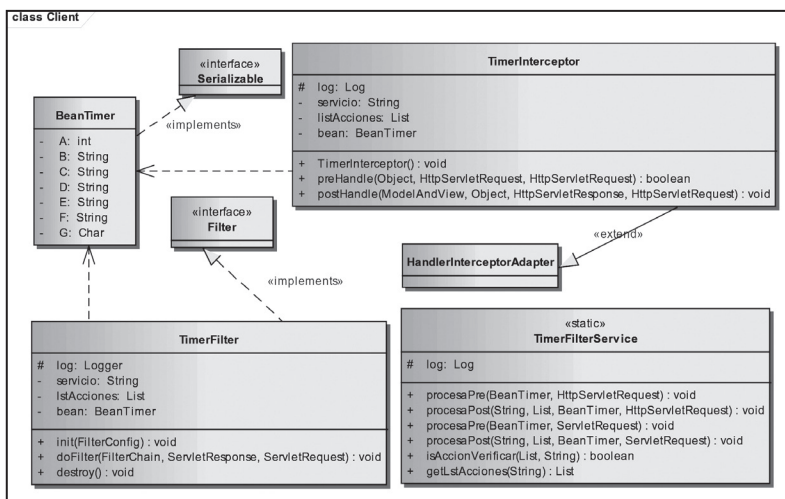 class Client
«interface»
Serializable
«implements»
BeanTimer
- A: int
- B: String
- C: String
- D: String
- E: String
- F: String
- G: Char
TimerInterceptor
# log: Log
- servicio: String
- listAcciones: List
- bean: BeanTimer
+ TimerInterceptor() : void
+ preHandle(Object, HttpServletRequest, HttpServletRequest) : boolean
+ postHandle(ModelAndView, Object, HttpServletResponse, HttpServletRequest) : void
«interface»
Filter
«implements»
«extend»
HandlerInterceptorAdapter
TimerFilter
# log: Logger
- servicio: String
- lstAcciones: List
- bean: BeanTimer
+ init(FilterConfig) : void
+ doFilter(FilterChain, ServletResponse, ServletRequest) : void
+ destroy() : void
«static»
TimerFilterService
# log: Log
+ procesaPre(BeanTimer, HttpServletRequest) : void
+ procesaPost(String, List, BeanTimer, HttpServletRequest) : void
+ procesaPre(BeanTimer, ServletRequest) : void
+ procesaPost(String, List, BeanTimer, ServletRequest) : void
+ isAccionVerificar(List, String) : boolean
+ getLstAcciones(String) : List